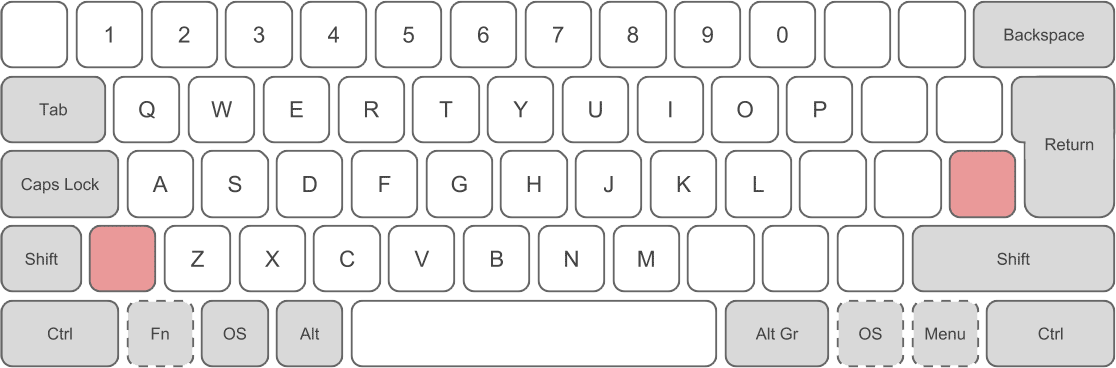 1 2 3 4 5 6 7 8 9 0 Backspace
Tab Q W E R T Y U I O P Return
Caps Lock A S D F G H J K L
Shift Z X C V B N M Shift
Ctrl Fn OS Alt Alt Gr OS Menu Ctrl